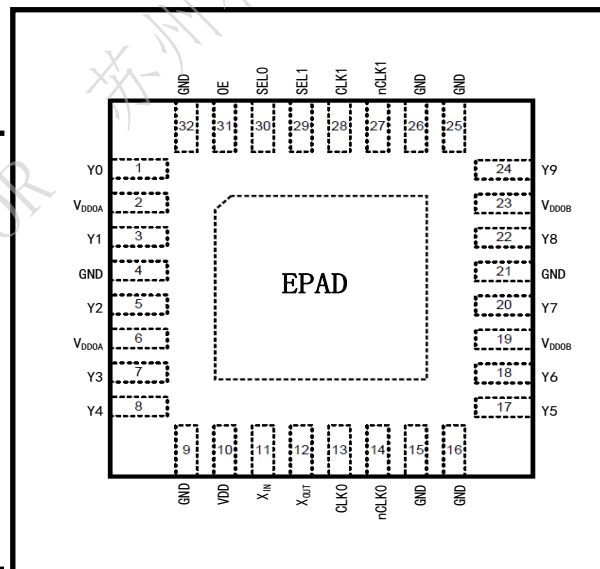 苏州
OR
GND OE SEL0 SEL1 CLK1 nCLK1 GND GND
32 31 30 29 28 27 26 25
Y0 1 24 Y9
VDDOA 2 23 VDDOB
Y1 3 22 Y8
GND 4 21 GND
EPAD
Y2 5 20 Y7
VDDOA 6 19 VDDOB
Y3 7 18 Y6
Y4 8 17 Y5
9 10 11 12 13 14 15 16
GND VDD XIN XOUT CLK0 nCLK0 GND GND